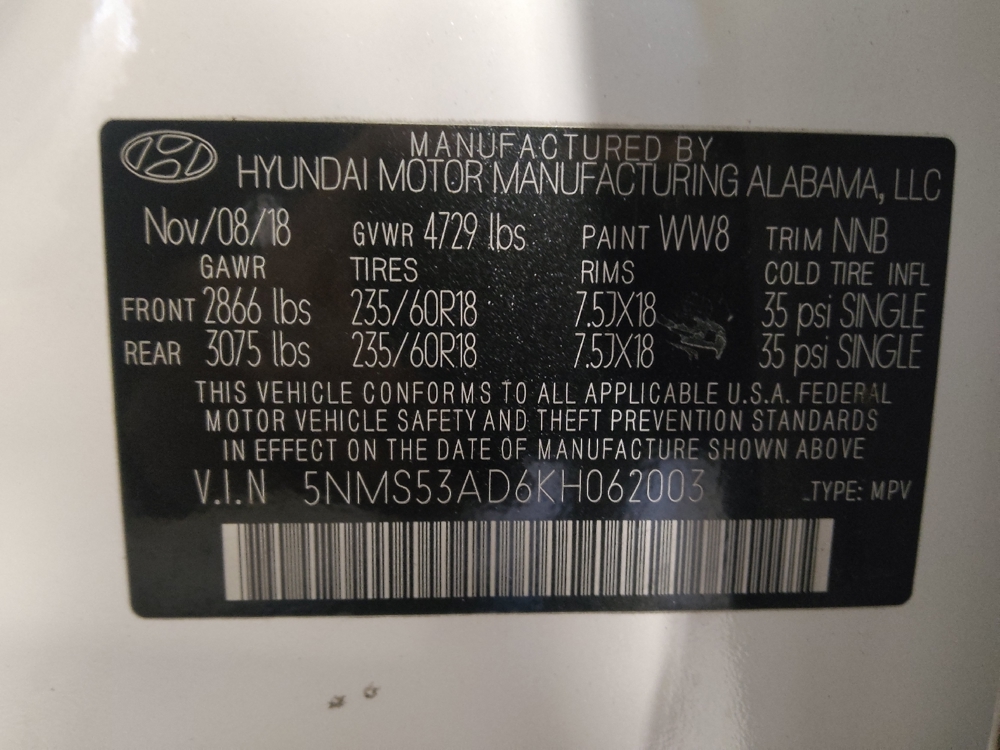 MANUFACTURED BY
HYUNDAI MOTOR MANUFACTURING ALABAMA, LLC
Nov/08/18 GVWR 4729 lbs PAINT WW8 TRIM NNB
GAWR TIRES RIMS COLD TIRE INFL
FRONT 2866 lbs 235/60R18 7.5JX18 35 psi SINGLE
REAR 3075 lbs 235/60R18 7.5JX18 35 psi SINGLE
THIS VEHICLE CONFORMS TO ALL APPLICABLE U.S.A. FEDERAL
MOTOR VEHICLE SAFETY AND THEFT PREVENTION STANDARDS
IN EFFECT ON THE DATE OF MANUFACTURE SHOWN ABOVE
V.I.N 5NMS53AD6KH062003 TYPE: MPV